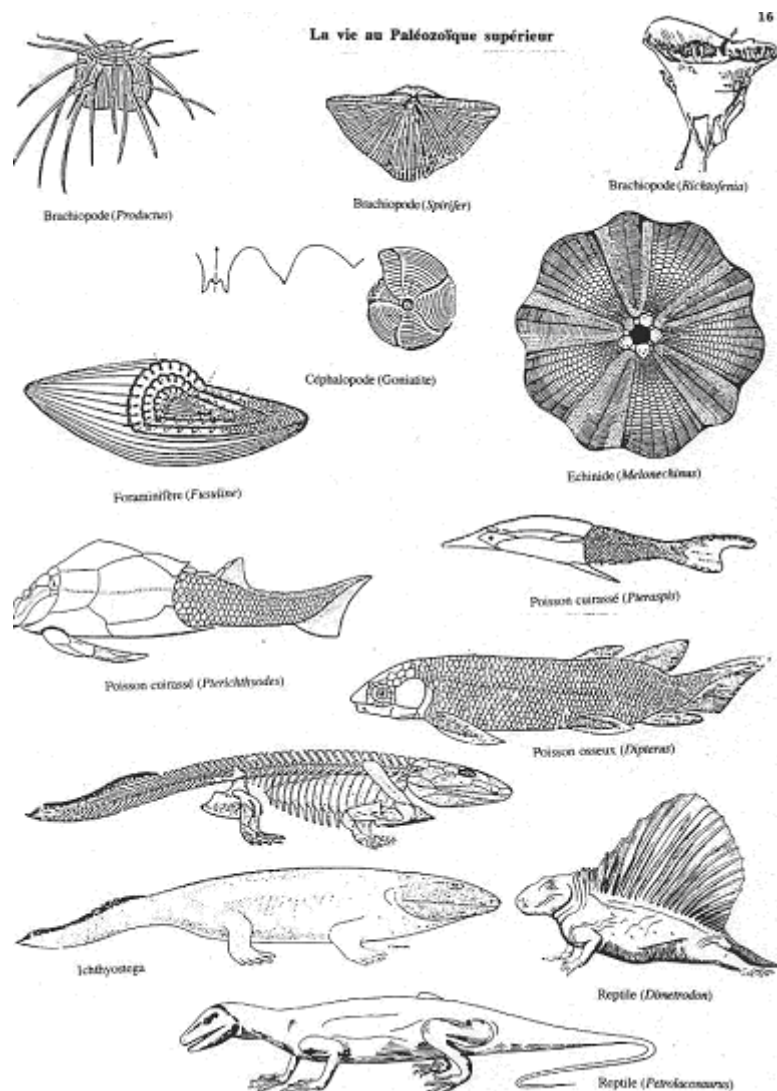 16
La vie au Paléozoïque supérieur
Brachiopode (Productus)
Brachiopode (Spirifer)
Brachiopode (Richtofenia)
Céphalopode (Goniatite)
Foraminifère (Fusuline)
Echinide (Melonechinus)
Poisson cuirassé (Pteraspis)
Poisson cuirassé (Pterichthyodes)
Poisson osseux (Dipterus)
Ichthyostega
Reptile (Dimetrodon)
Reptile (Petrolacosaurus)